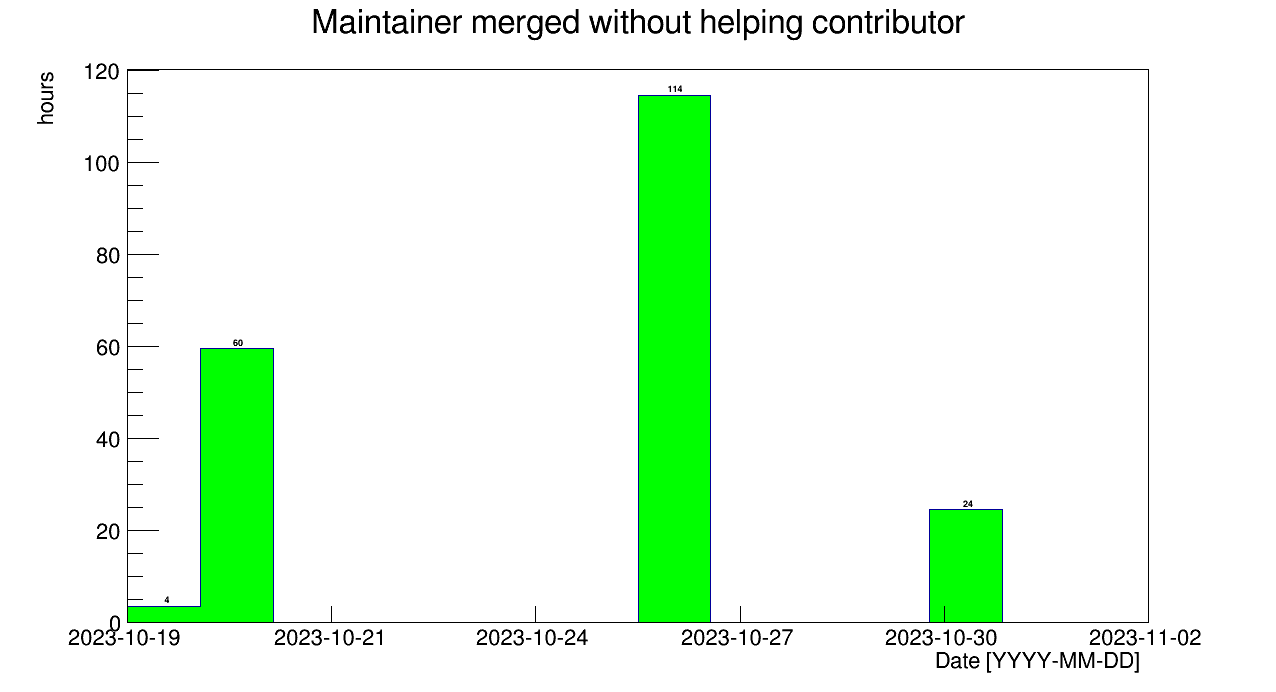 Maintainer merged without helping contributor
hours
120
100
80
60
40
20
0
4
60
114
24
2023-10-19 2023-10-21 2023-10-24 2023-10-27 2023-10-30 2023-11-02
Date [YYYY-MM-DD]